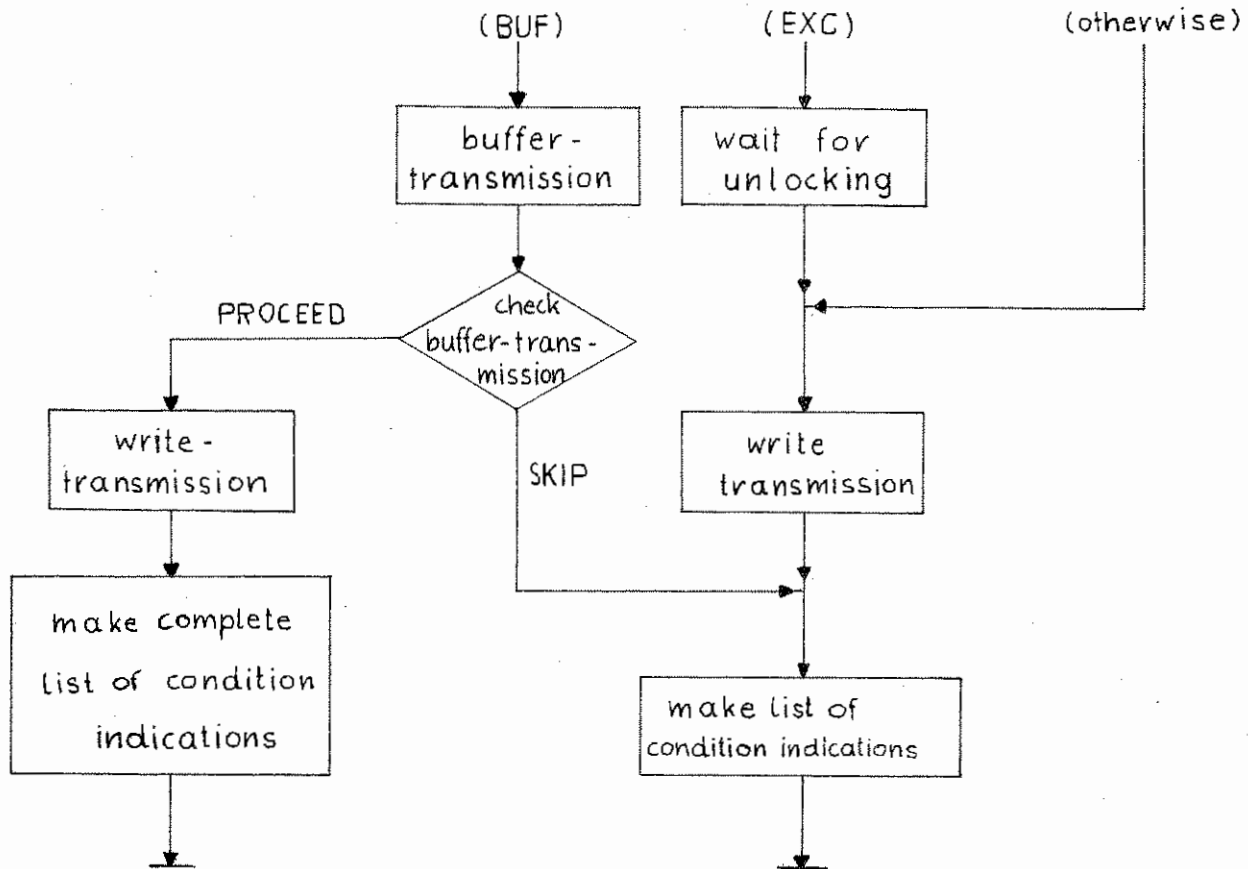 (BUF)
(EXC)
(otherwise)
buffer-
transmission
wait for
unlocking
check
buffer-trans-
mission
PROCEED
SKIP
write-
transmission
write
transmission
make complete
list of condition
indications
make list of
condition indications